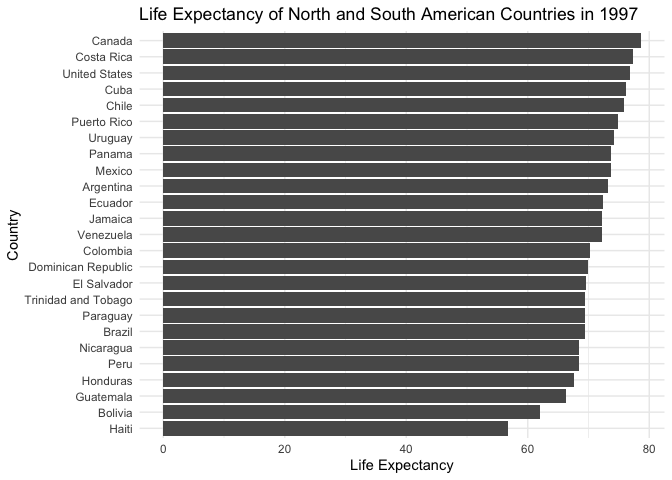 Life Expectancy of North and South American Countries in 1997
Country
Canada
Costa Rica
United States
Cuba
Chile
Puerto Rico
Uruguay
Panama
Mexico
Argentina
Ecuador
Jamaica
Venezuela
Colombia
Dominican Republic
El Salvador
Trinidad and Tobago
Paraguay
Brazil
Nicaragua
Peru
Honduras
Guatemala
Bolivia
Haiti
0 20 40 60 80
Life Expectancy